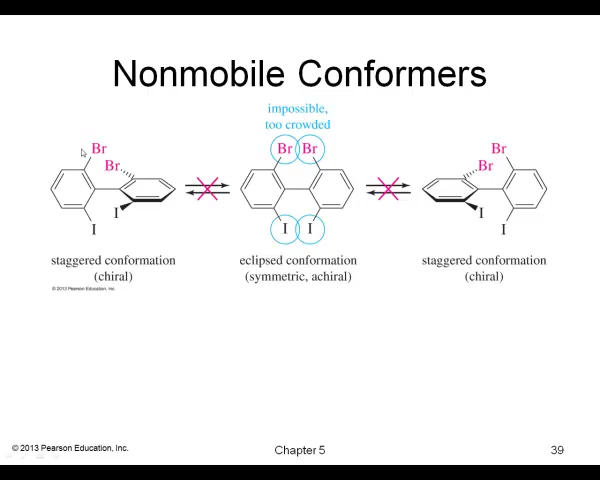 Nonmobile Conformers
impossible,
too crowded
Br
Br
I
I
Br Br
I I
Br
Br
I
I
staggered conformation
(chiral)
eclipsed conformation
(symmetric, achiral)
staggered conformation
(chiral)
© 2013 Pearson Education, Inc.
© 2013 Pearson Education, Inc.
Chapter 5
39